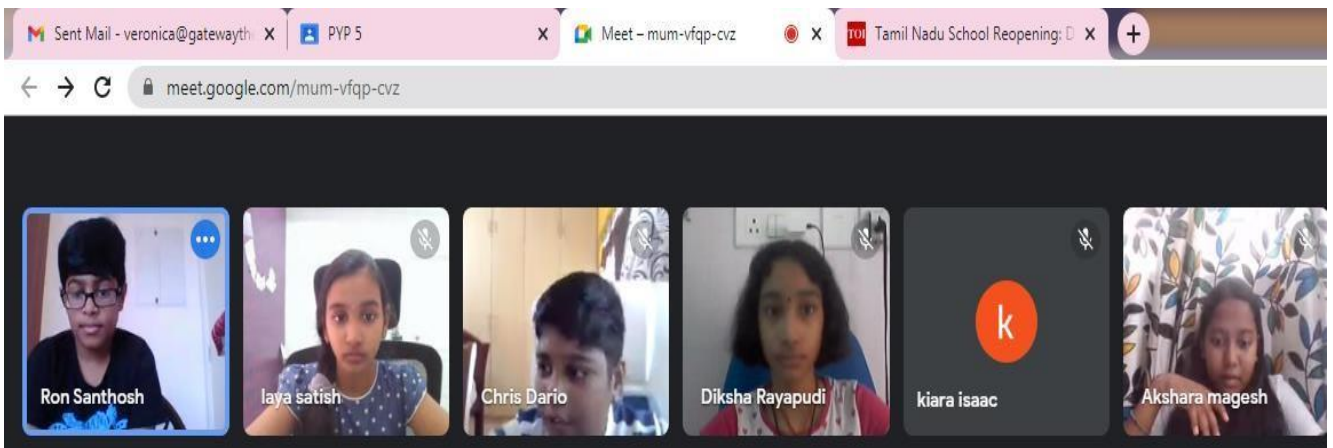 Sent Mail - veronica@gatewayth
PYP 5
Meet – mum-vfqp-cvz
TOI
Tamil Nadu School Reopening: D
meet.google.com/mum-vfqp-cvz
Ron Santhosh
laya satish
Chris Dario
Diksha Rayapudi
k
kiara isaac
Akshara magesh